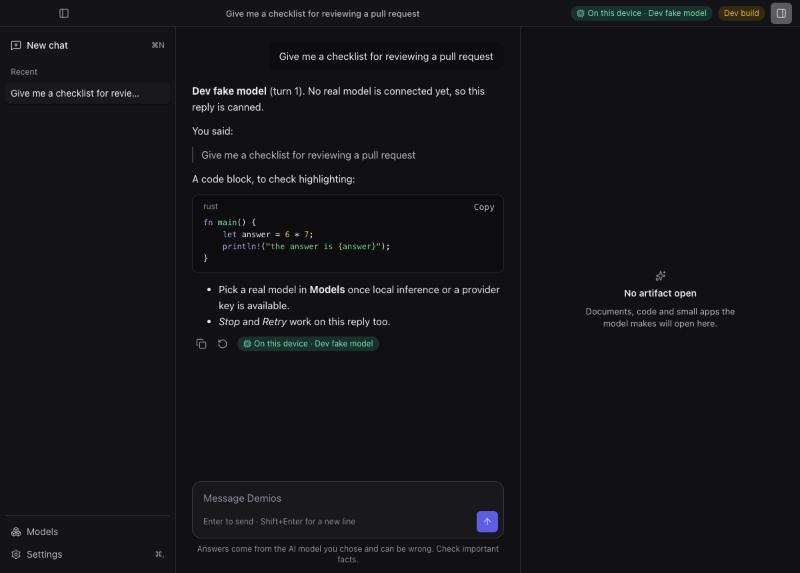 Give me a checklist for reviewing a pull request
On this device · Dev fake model
Dev build
New chat
⌘N
Recent
Give me a checklist for revie...
Give me a checklist for reviewing a pull request
Dev fake model (turn 1). No real model is connected yet, so this
reply is canned.
You said:
Give me a checklist for reviewing a pull request
A code block, to check highlighting:
rust
Copy
fn main() {
    let answer = 6 * 7;
    println!("the answer is {answer}");
}
• Pick a real model in Models once local inference or a provider
key is available.
• Stop and Retry work on this reply too.
On this device · Dev fake model
No artifact open
Documents, code and small apps the
model makes will open here.
Message Demios
Enter to send · Shift+Enter for a new line
Answers come from the AI model you chose and can be wrong. Check important
facts.
Models
Settings
⌘,